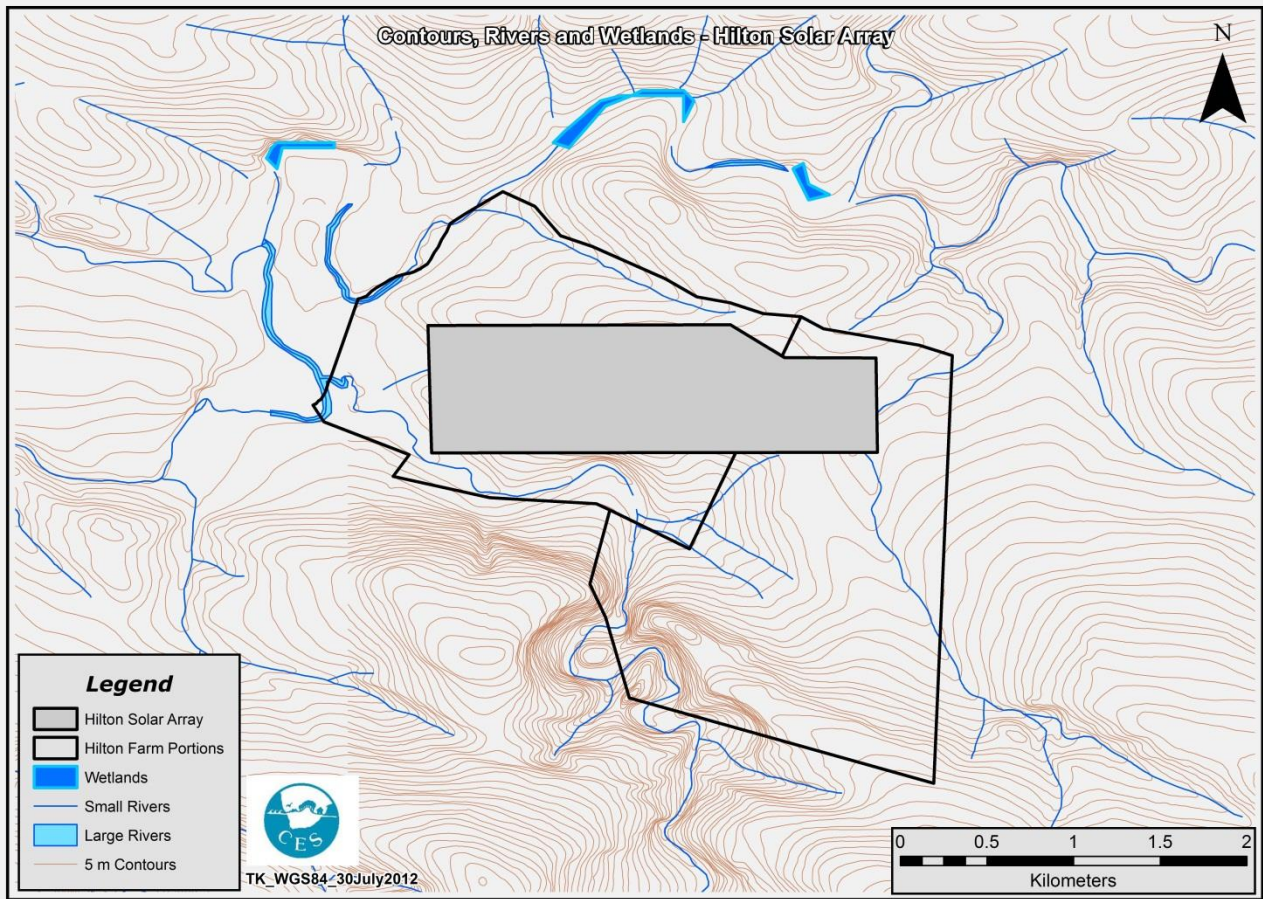 Contours, Rivers and Wetlands - Hilton Solar Array
N
Legend
Hilton Solar Array
Hilton Farm Portions
Wetlands
Small Rivers
Large Rivers
5 m Contours
CES
TK_WGS84_30July2012
0 0.5 1 1.5 2
Kilometers